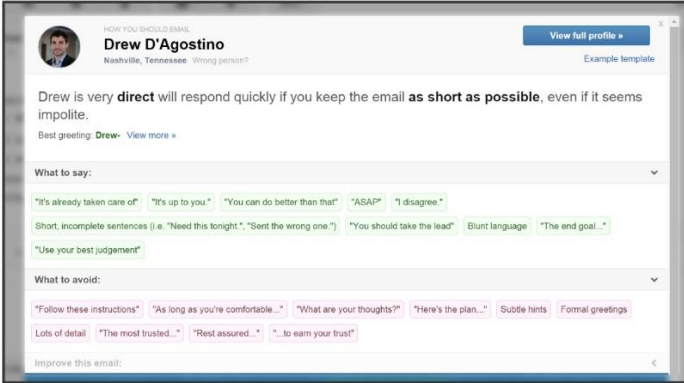 HOW YOU SHOULD EMAIL
Drew D'Agostino
Nashville, Tennessee Wrong person?
View full profile »
Example template
x
Drew is very direct will respond quickly if you keep the email as short as possible, even if it seems
impolite.
Best greeting: Drew- View more »
What to say:
"It's already taken care of" "It's up to you." "You can do better than that" "ASAP" "I disagree."
Short, incomplete sentences (i.e. "Need this tonight.", "Sent the wrong one.") "You should take the lead" Blunt language "The end goal..."
"Use your best judgement"
What to avoid:
"Follow these instructions" "As long as you're comfortable..." "What are your thoughts?" "Here's the plan..." Subtle hints Formal greetings
Lots of detail "The most trusted..." "Rest assured..." "...to earn your trust"
Improve this email: